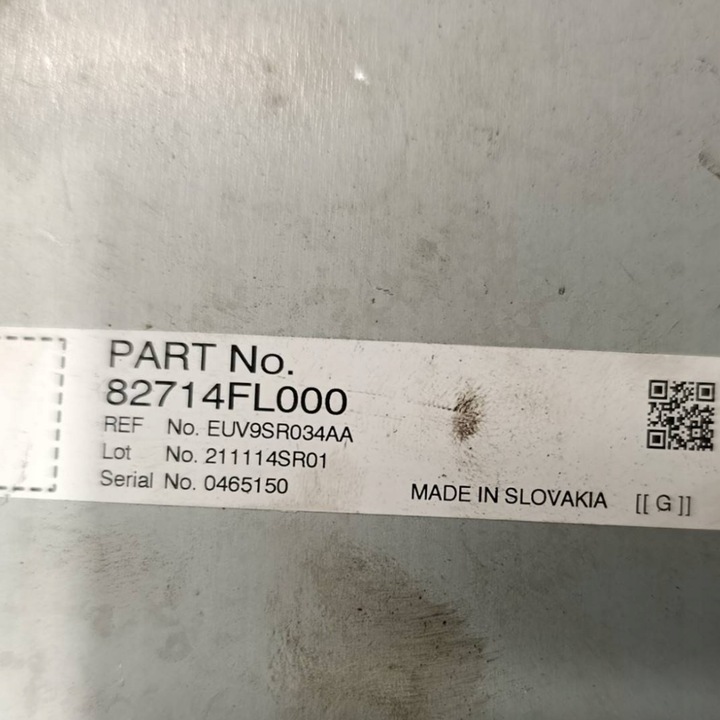 PART No.
82714FL000
REF No. EUV9SR034AA
Lot No. 211114SR01
Serial No. 0465150
MADE IN SLOVAKIA [[ G ]]